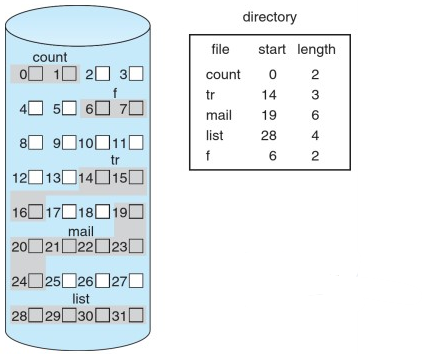 directory
file start length
count 0 2
tr 14 3
mail 19 6
list 28 4
f 6 2
count
0 1 2 3
f
4 5 6 7
8 9 10 11
tr
12 13 14 15
16 17 18 19
mail
20 21 22 23
24 25 26 27
list
28 29 30 31